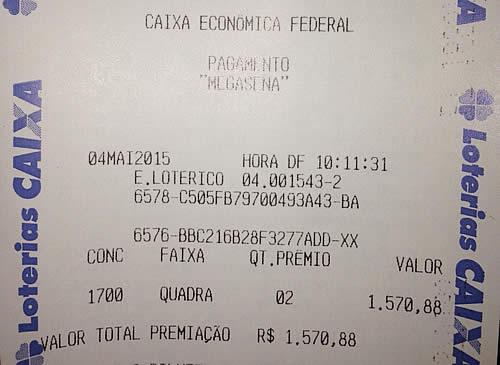 CAIXA ECONÔMICA FEDERAL
PAGAMENTO
"MEGASENA"
04MAI2015 HORA DF 10:11:31
E.LOTERICO 04.001543-2
6578-C505FB79700493A43-BA
6576-BBC216B28F3277ADD-XX
CONC FAIXA QT.PRÊMIO VALOR
1700 QUADRA 02 1.570,88
VALOR TOTAL PREMIAÇÃO R$ 1.570,88
Loterias CAIXA
Loterias CAIXA